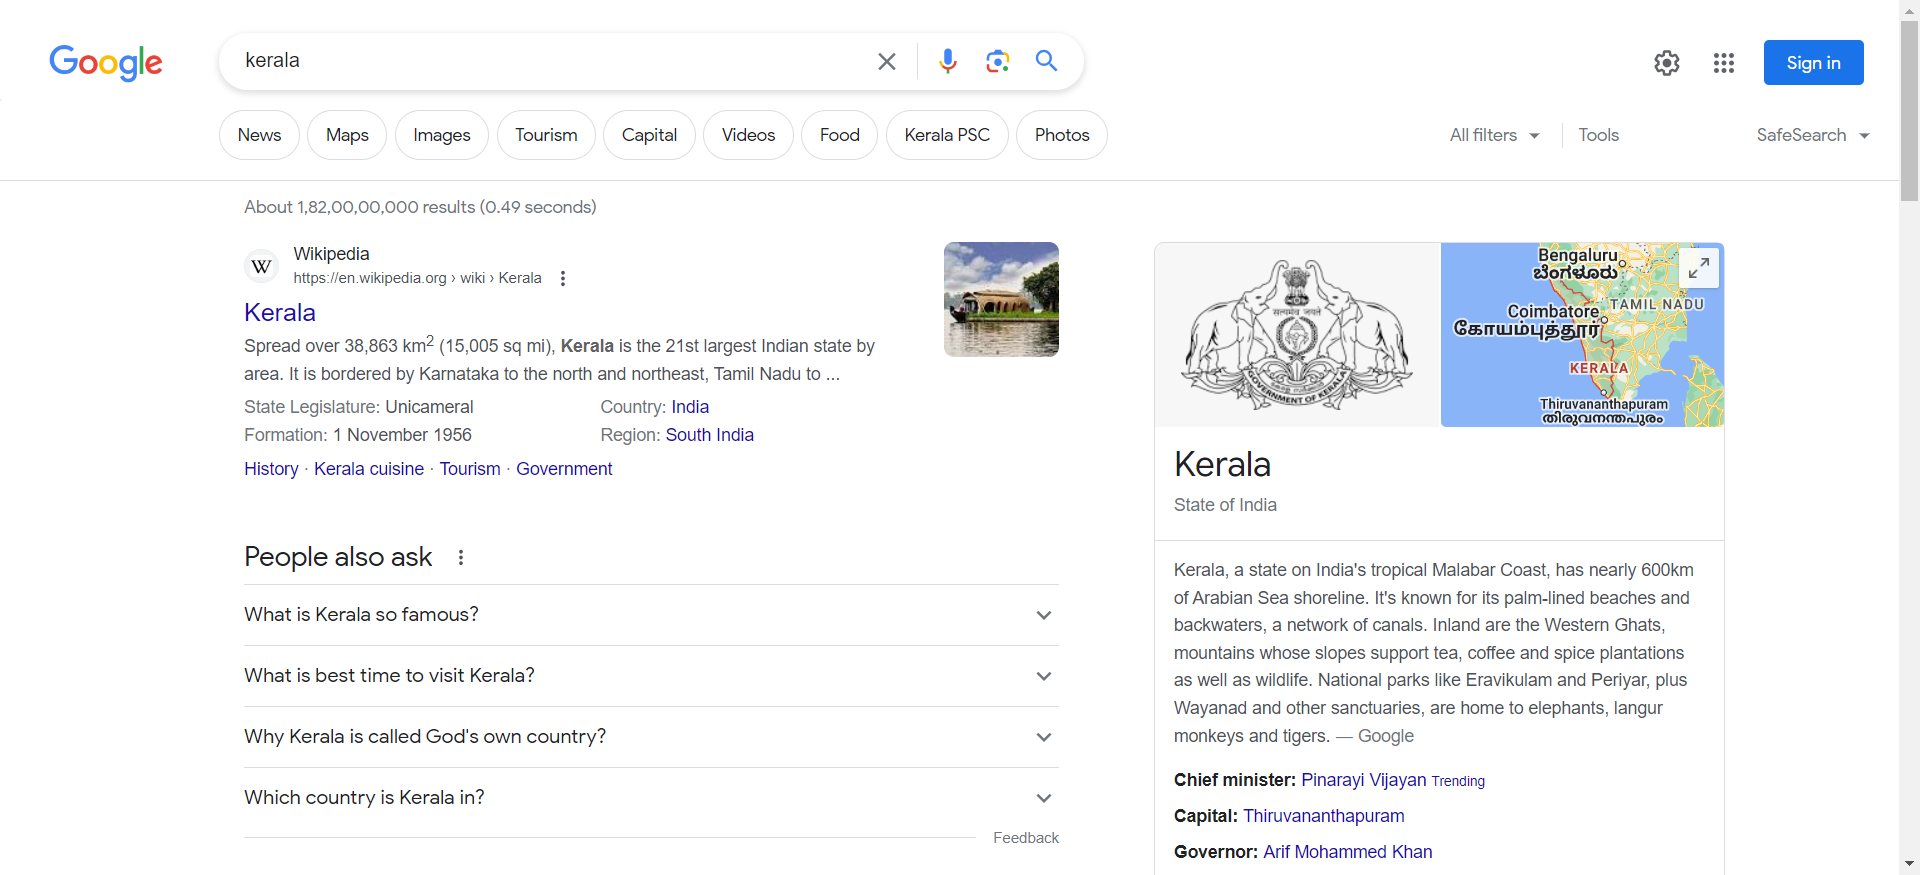 Google
kerala
Sign in
News
Maps
Images
Tourism
Capital
Videos
Food
Kerala PSC
Photos
All filters
Tools
SafeSearch
About 1,82,00,00,000 results (0.49 seconds)
W
Wikipedia
https://en.wikipedia.org › wiki › Kerala
Kerala
Spread over 38,863 km2 (15,005 sq mi), Kerala is the 21st largest Indian state by
area. It is bordered by Karnataka to the north and northeast, Tamil Nadu to ...
State Legislature: Unicameral
Country: India
Formation: 1 November 1956
Region: South India
History · Kerala cuisine · Tourism · Government
People also ask
What is Kerala so famous?
What is best time to visit Kerala?
Why Kerala is called God's own country?
Which country is Kerala in?
Feedback
सत्यमेव जयते
GOVERNMENT OF KERALA
Bengaluru
ಬೆಂಗಳೂರು
TAMIL NADU
Coimbatore
கோயம்புத்தூர்
KERALA
Thiruvananthapuram
തിരുവനന്തപുരം
Kerala
State of India
Kerala, a state on India's tropical Malabar Coast, has nearly 600km
of Arabian Sea shoreline. It's known for its palm-lined beaches and
backwaters, a network of canals. Inland are the Western Ghats,
mountains whose slopes support tea, coffee and spice plantations
as well as wildlife. National parks like Eravikulam and Periyar, plus
Wayanad and other sanctuaries, are home to elephants, langur
monkeys and tigers. — Google
Chief minister: Pinarayi Vijayan Trending
Capital: Thiruvananthapuram
Governor: Arif Mohammed Khan